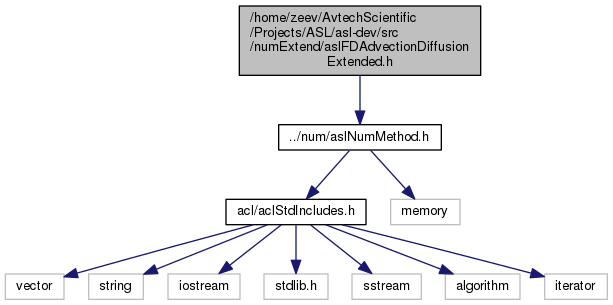 /home/zeev/AvtechScientific
/Projects/ASL/asl-dev/src
/numExtend/aslFDAdvectionDiffusion
Extended.h
../num/aslNumMethod.h
acl/aclStdIncludes.h
memory
vector
string
iostream
stdlib.h
sstream
algorithm
iterator